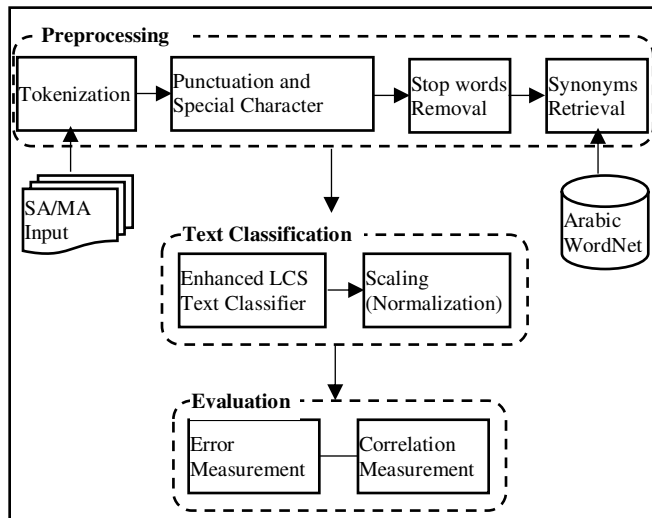 Preprocessing
Tokenization
Punctuation and
Special Character
Stop words
Removal
Synonyms
Retrieval
SA/MA
Input
Arabic
WordNet
Text Classification
Enhanced LCS
Text Classifier
Scaling
(Normalization)
Evaluation
Error
Measurement
Correlation
Measurement